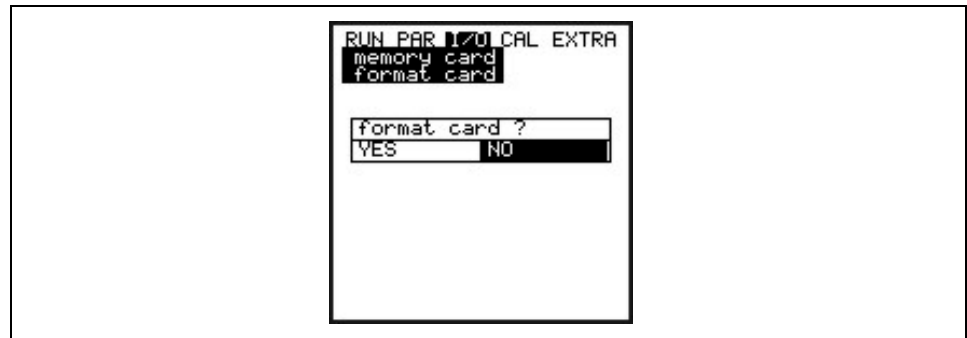 RUN PAR I/O CAL EXTRA
memory card
format card
format card ?
YES NO